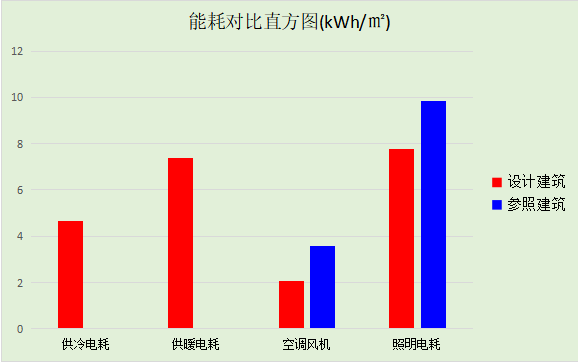 能耗对比直方图(kWh/㎡)
12
10
8
6
4
2
0
供冷电耗
供暖电耗
空调风机
照明电耗
设计建筑
参照建筑